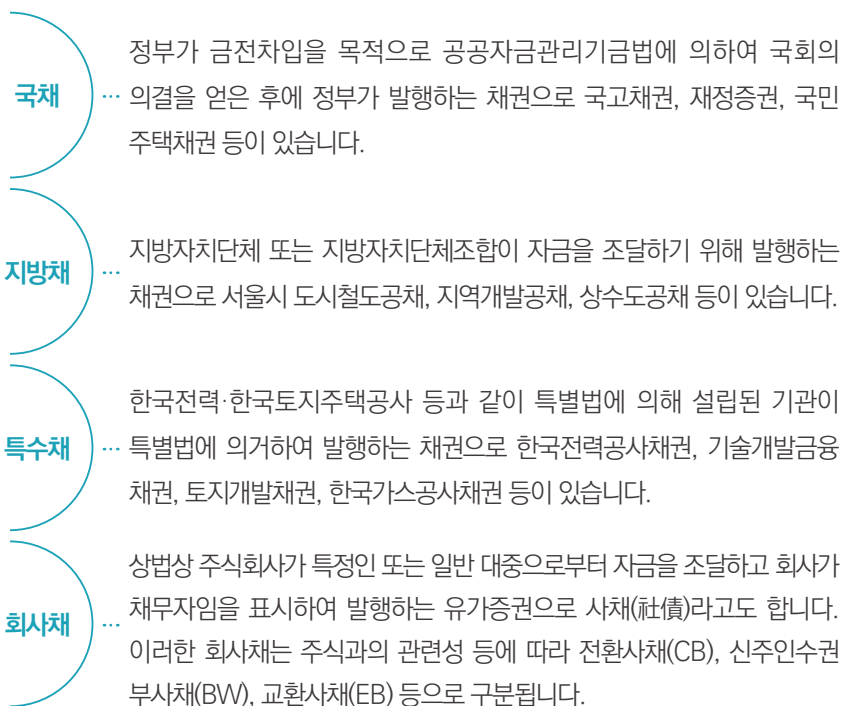 국채
정부가 금전차입을 목적으로 공공자금관리기금법에 의하여 국회의
··· 의결을 얻은 후에 정부가 발행하는 채권으로 국고채권, 재정증권, 국민
주택채권 등이 있습니다.
지방채
··· 지방자치단체 또는 지방자치단체조합이 자금을 조달하기 위해 발행하는
채권으로 서울시 도시철도공채, 지역개발공채, 상수도공채 등이 있습니다.
특수채
한국전력·한국토지주택공사 등과 같이 특별법에 의해 설립된 기관이
··· 특별법에 의거하여 발행하는 채권으로 한국전력공사채권, 기술개발금융
채권, 토지개발채권, 한국가스공사채권 등이 있습니다.
회사채
상법상 주식회사가 특정인 또는 일반 대중으로부터 자금을 조달하고 회사가
··· 채무자임을 표시하여 발행하는 유가증권으로 사채(社債)라고도 합니다.
이러한 회사채는 주식과의 관련성 등에 따라 전환사채(CB), 신주인수권
부사채(BW), 교환사채(EB) 등으로 구분됩니다.